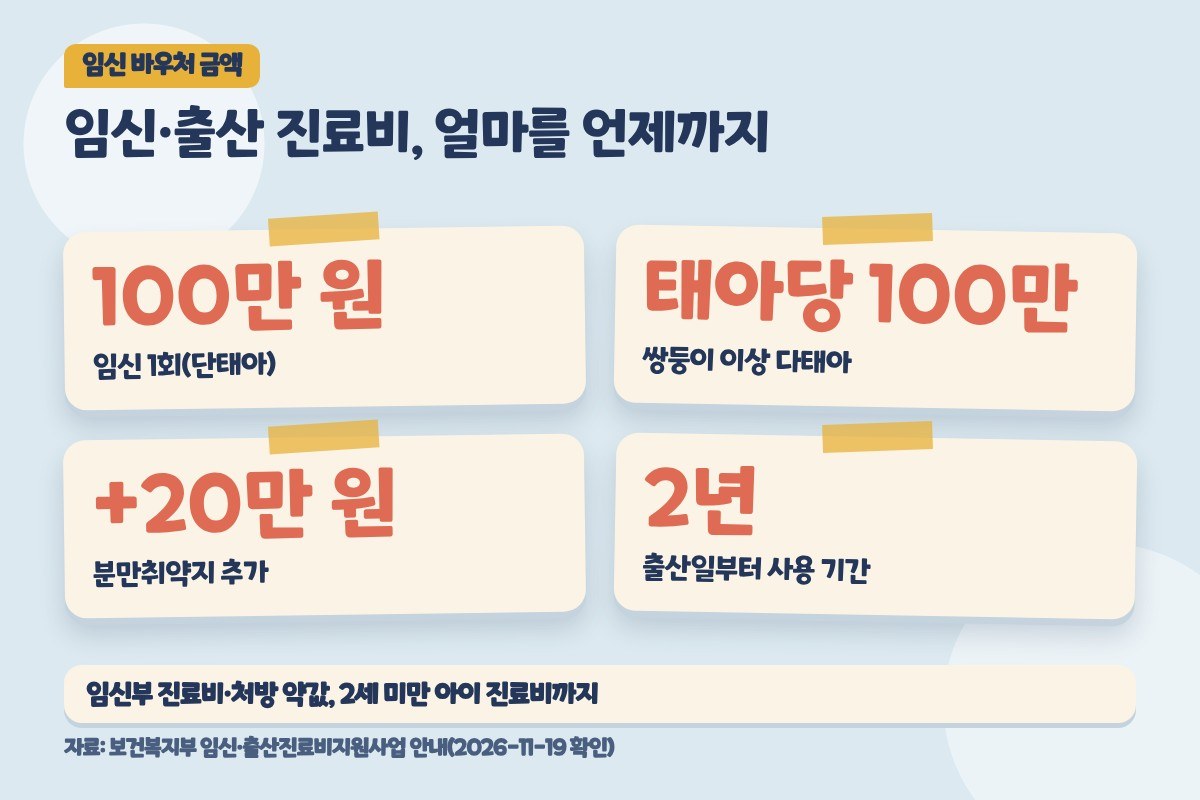 임신 바우처 금액
임신·출산 진료비, 얼마를 언제까지
100만 원
임신 1회(단태아)
태아당 100만
쌍둥이 이상 다태아
+20만 원
분만취약지 추가
2년
출산일부터 사용 기간
임신부 진료비·처방 약값, 2세 미만 아이 진료비까지
자료: 보건복지부 임신·출산진료비지원사업 안내(2026-11-19 확인)